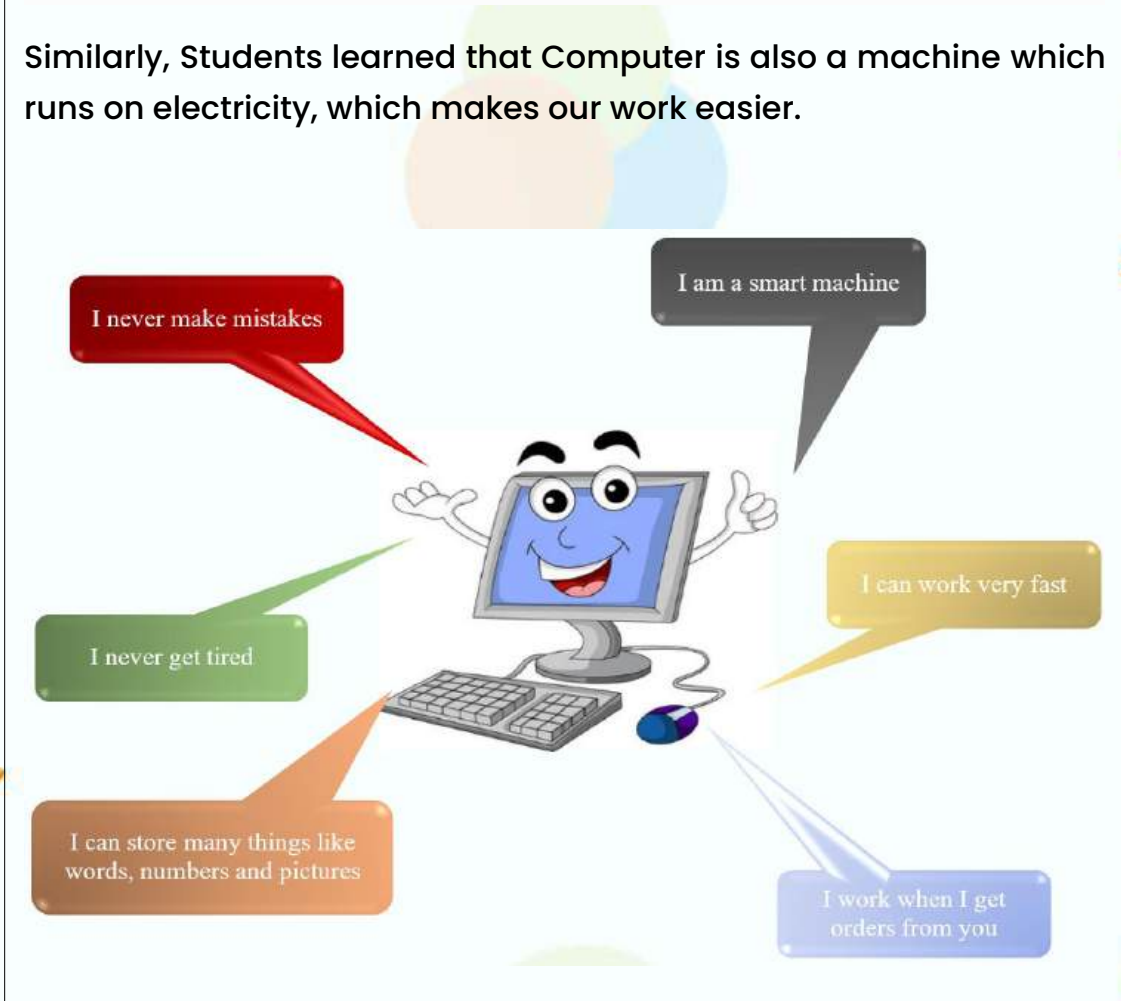 Similarly, Students learned that Computer is also a machine which
runs on electricity, which makes our work easier.
I am a smart machine
I never make mistakes
I can work very fast
I never get tired
I can store many things like
words, numbers and pictures
I work when I get
orders from you